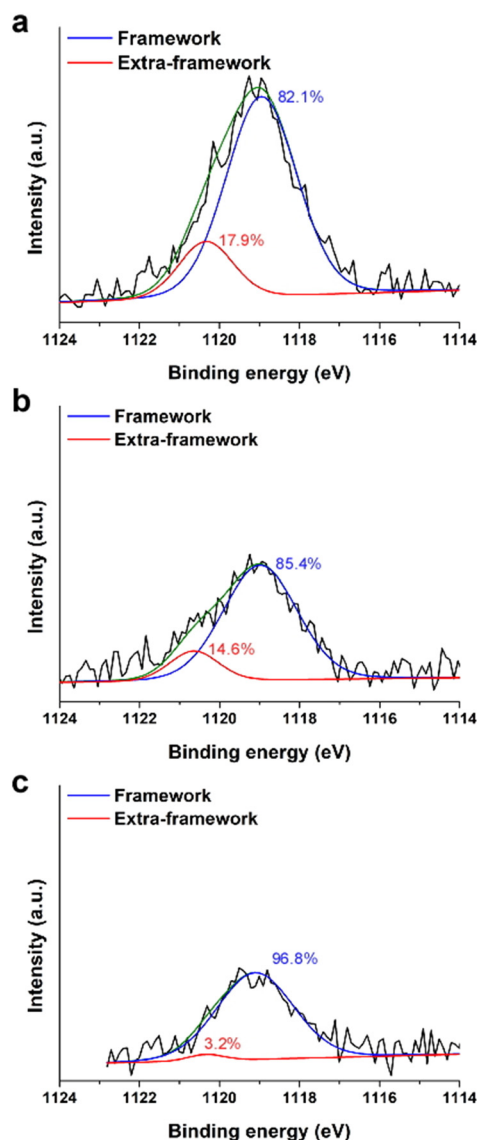 a
Framework
Extra-framework
82.1%
17.9%
Intensity (a.u.)
1124 1122 1120 1118 1116 1114
Binding energy (eV)
b
Framework
Extra-framework
85.4%
14.6%
Intensity (a.u.)
1124 1122 1120 1118 1116 1114
Binding energy (eV)
c
Framework
Extra-framework
96.8%
3.2%
Intensity (a.u.)
1124 1122 1120 1118 1116 1114
Binding energy (eV)